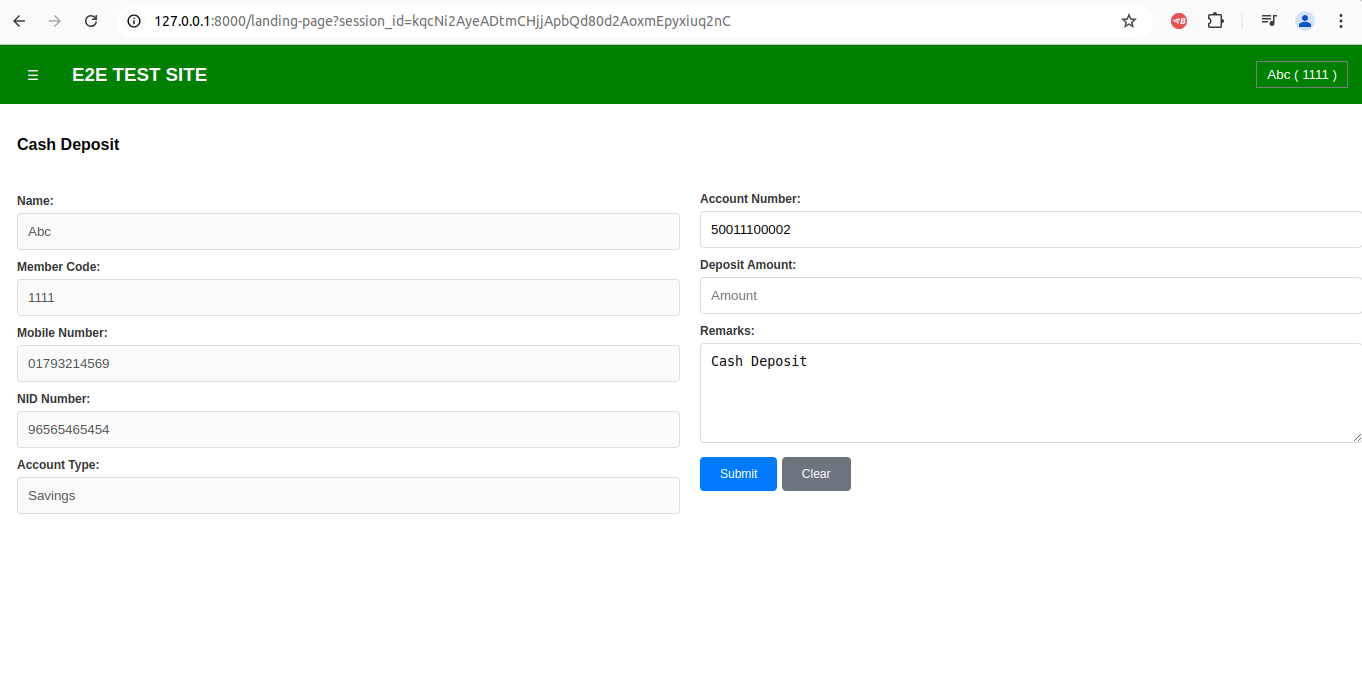 127.0.0.1:8000/landing-page?session_id=kqcNi2AyeADtmCHjjApbQd80d2AoxmEpyxiuq2nC
E2E TEST SITE
Abc ( 1111 )
Cash Deposit
Name:
Abc
Member Code:
1111
Mobile Number:
01793214569
NID Number:
96565465454
Account Type:
Savings
Account Number:
50011100002
Deposit Amount:
Amount
Remarks:
Cash Deposit
Submit
Clear